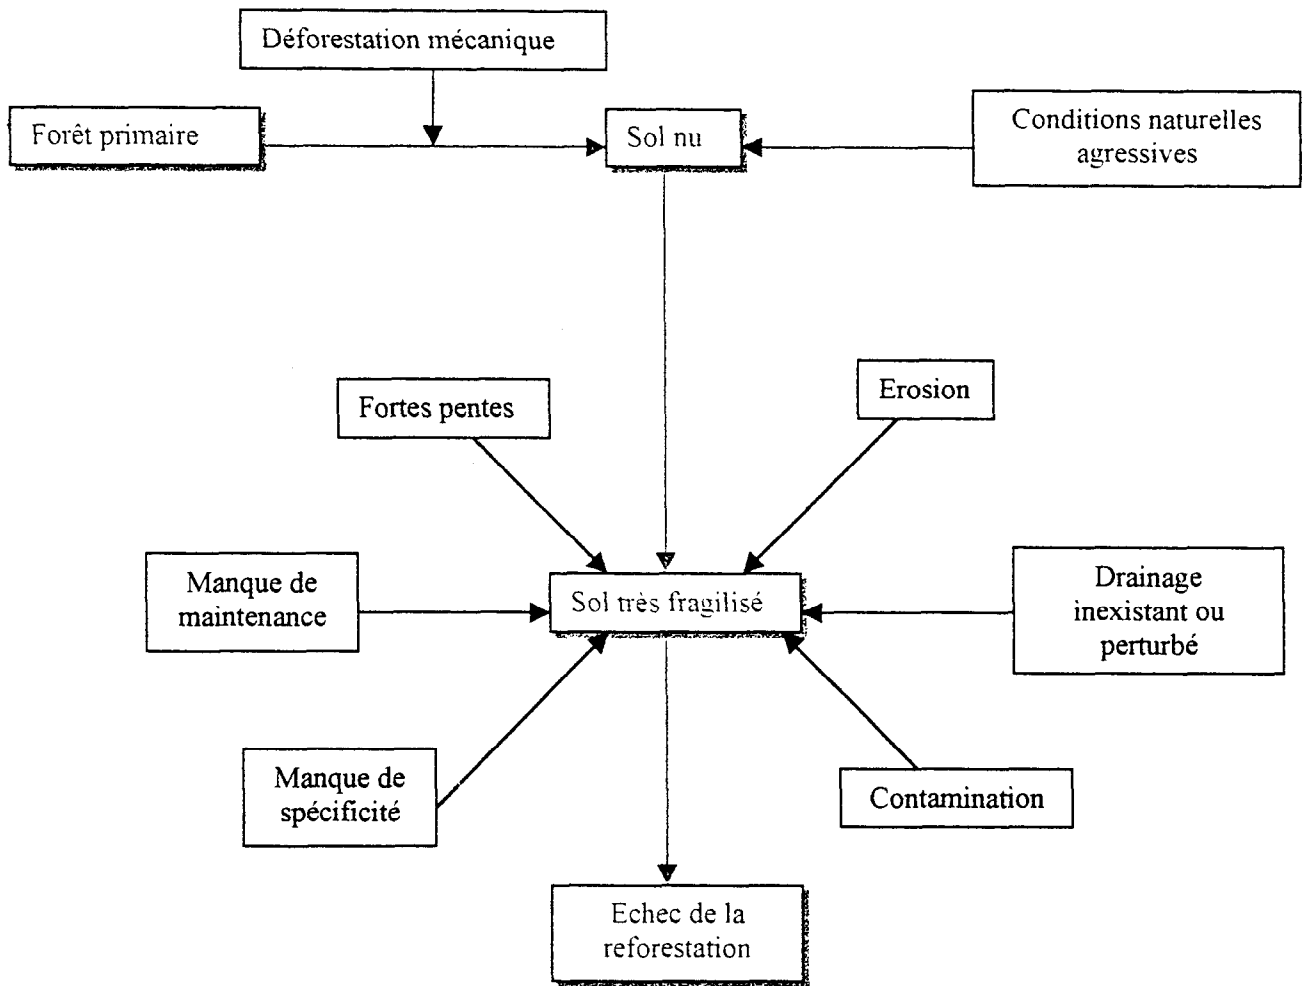 Déforestation mécanique
Forêt primaire
Sol nu
Conditions naturelles
agressives
Fortes pentes
Erosion
Manque de
maintenance
Sol très fragilisé
Drainage
inexistant ou
perturbé
Manque de
spécificité
Contamination
Echec de la
reforestation